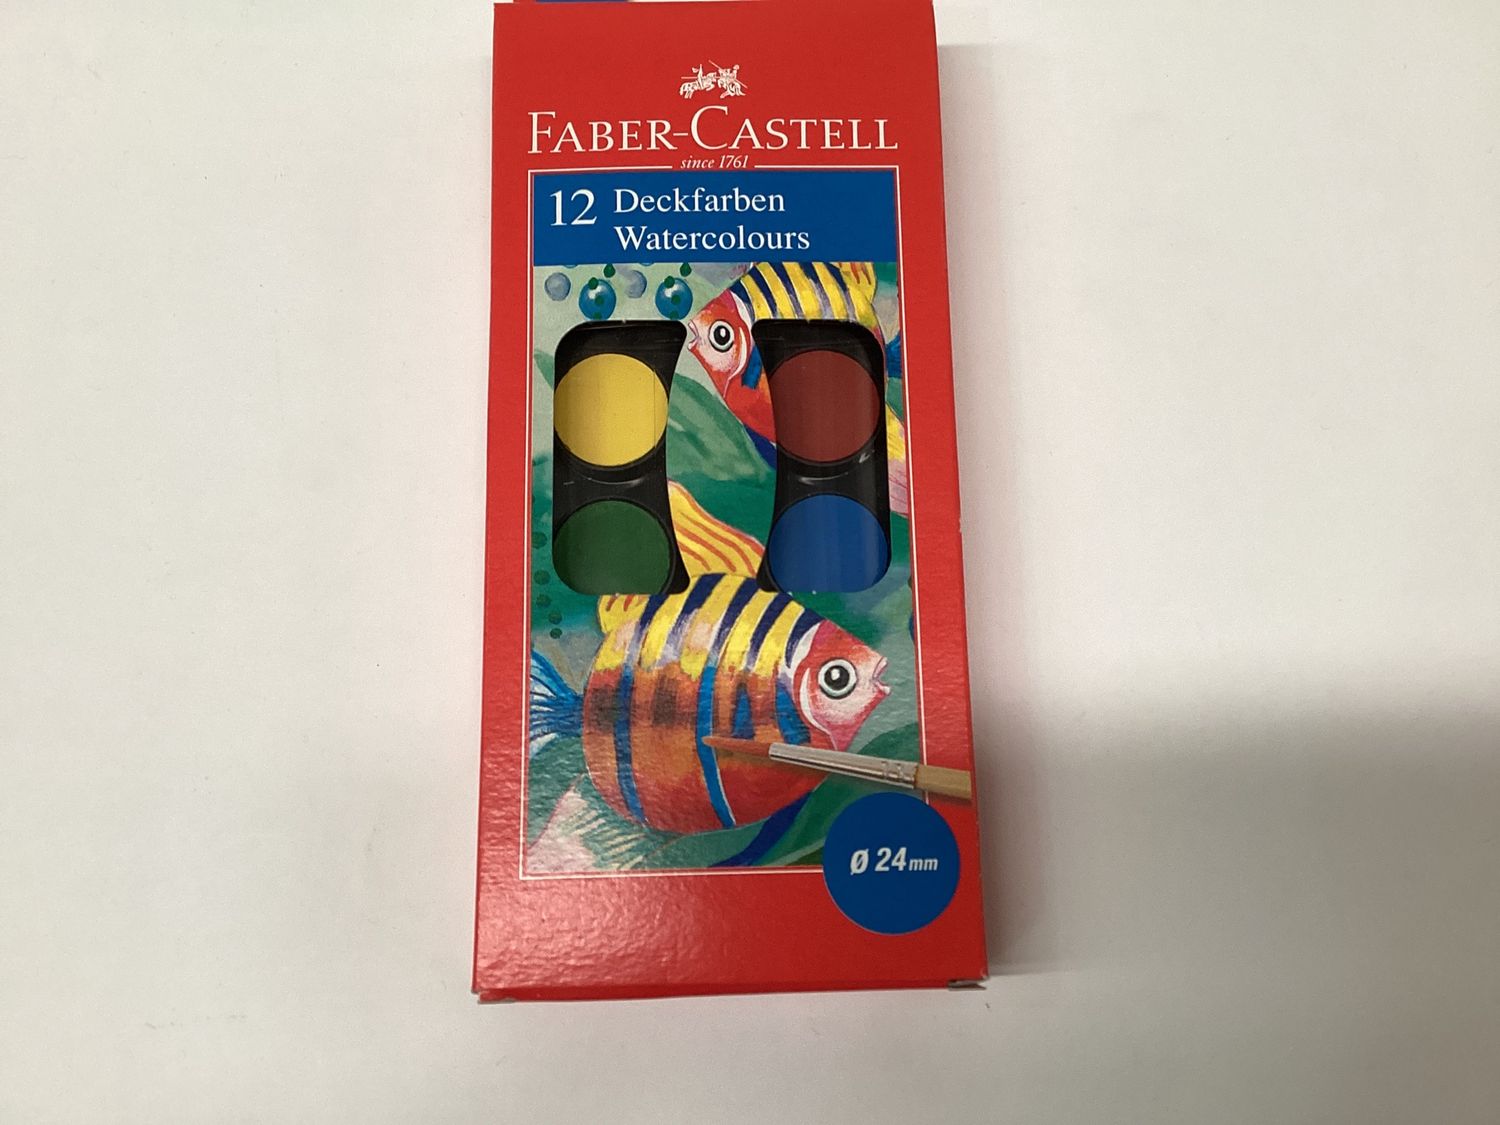 FABER-CASTELL
since 1761
12 Deckfarben
Watercolours
Ø 24mm